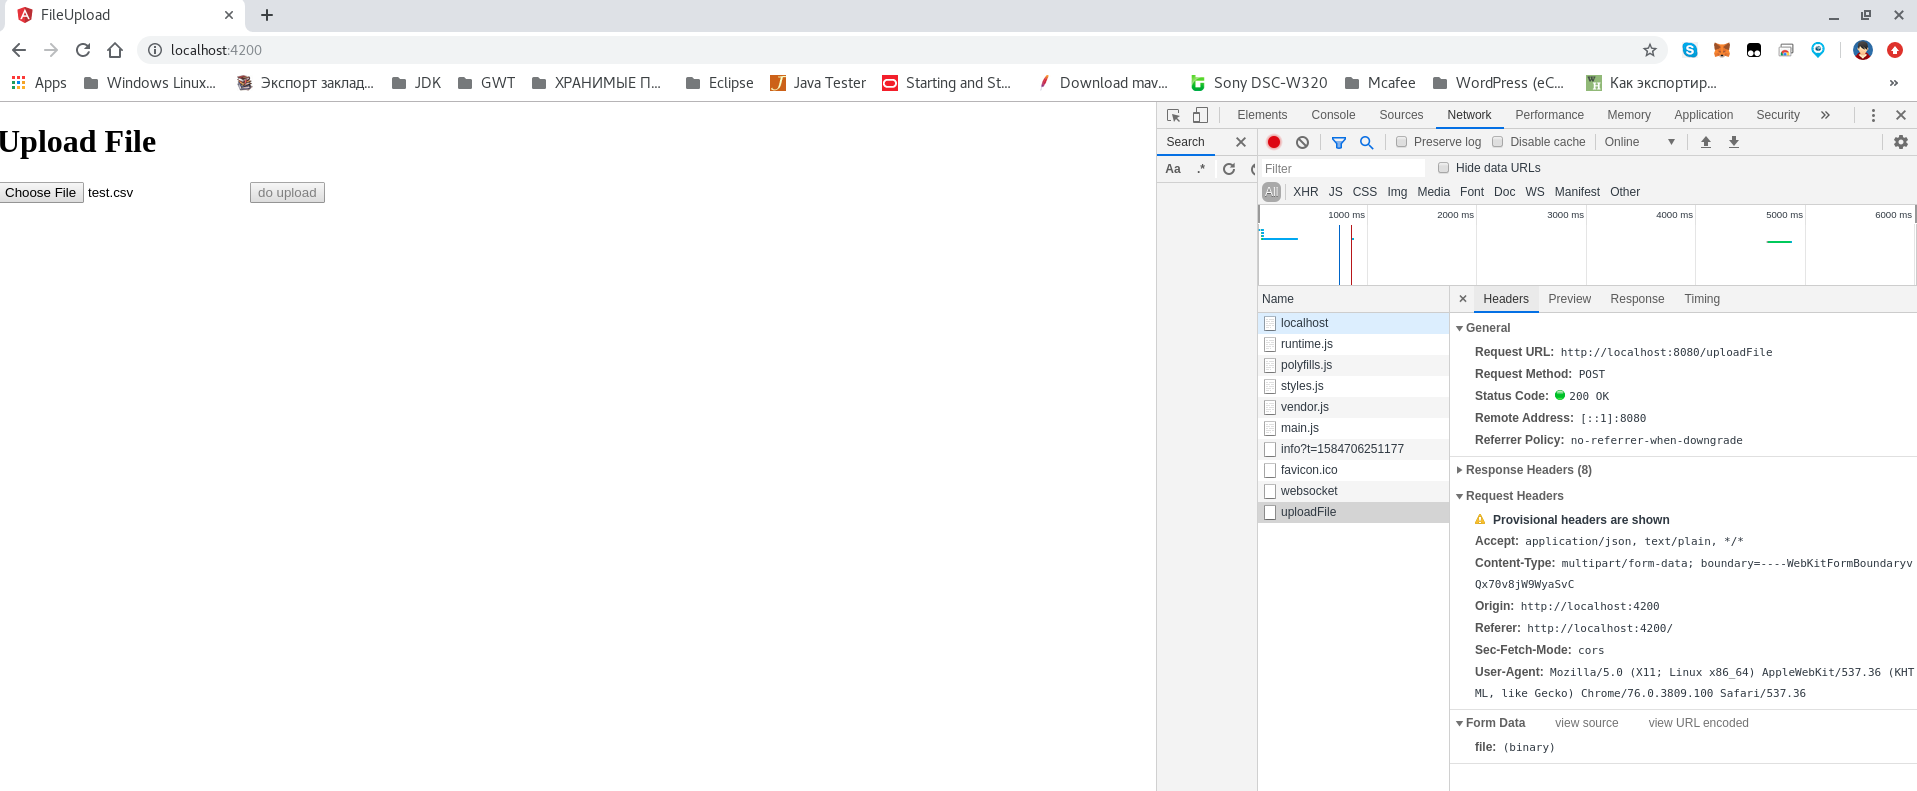 FileUpload
localhost:4200
Apps
Windows Linux...
Экспорт заклад...
JDK
GWT
ХРАНИМЫЕ П...
Eclipse
Java Tester
Starting and St...
Download mav...
Sony DSC-W320
Mcafee
WordPress (eC...
Как экспортир...
»
Upload File
Choose File test.csv
do upload
Elements Console Sources Network Performance Memory Application Security »
Search
Preserve log Disable cache Online
Aa .*
Filter
Hide data URLs
All XHR JS CSS Img Media Font Doc WS Manifest Other
1000 ms 2000 ms 3000 ms 4000 ms 5000 ms 6000 ms
Name
localhost
runtime.js
polyfills.js
styles.js
vendor.js
main.js
info?t=1584706251177
favicon.ico
websocket
uploadFile
Headers Preview Response Timing
General
Request URL: http://localhost:8080/uploadFile
Request Method: POST
Status Code: 200 OK
Remote Address: [::1]:8080
Referrer Policy: no-referrer-when-downgrade
Response Headers (8)
Request Headers
Provisional headers are shown
Accept: application/json, text/plain, */*
Content-Type: multipart/form-data; boundary=----WebKitFormBoundaryv
Qx70v8jW9WyaSvC
Origin: http://localhost:4200
Referer: http://localhost:4200/
Sec-Fetch-Mode: cors
User-Agent: Mozilla/5.0 (X11; Linux x86_64) AppleWebKit/537.36 (KHT
ML, like Gecko) Chrome/76.0.3809.100 Safari/537.36
Form Data view source view URL encoded
file: (binary)